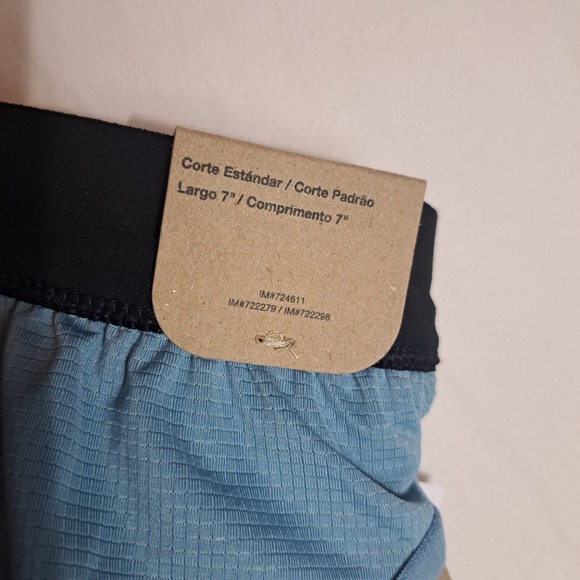 Corte Estándar / Corte Padrão
Largo 7" / Comprimento 7"
IM#724611
IM#722279 / IM#722298